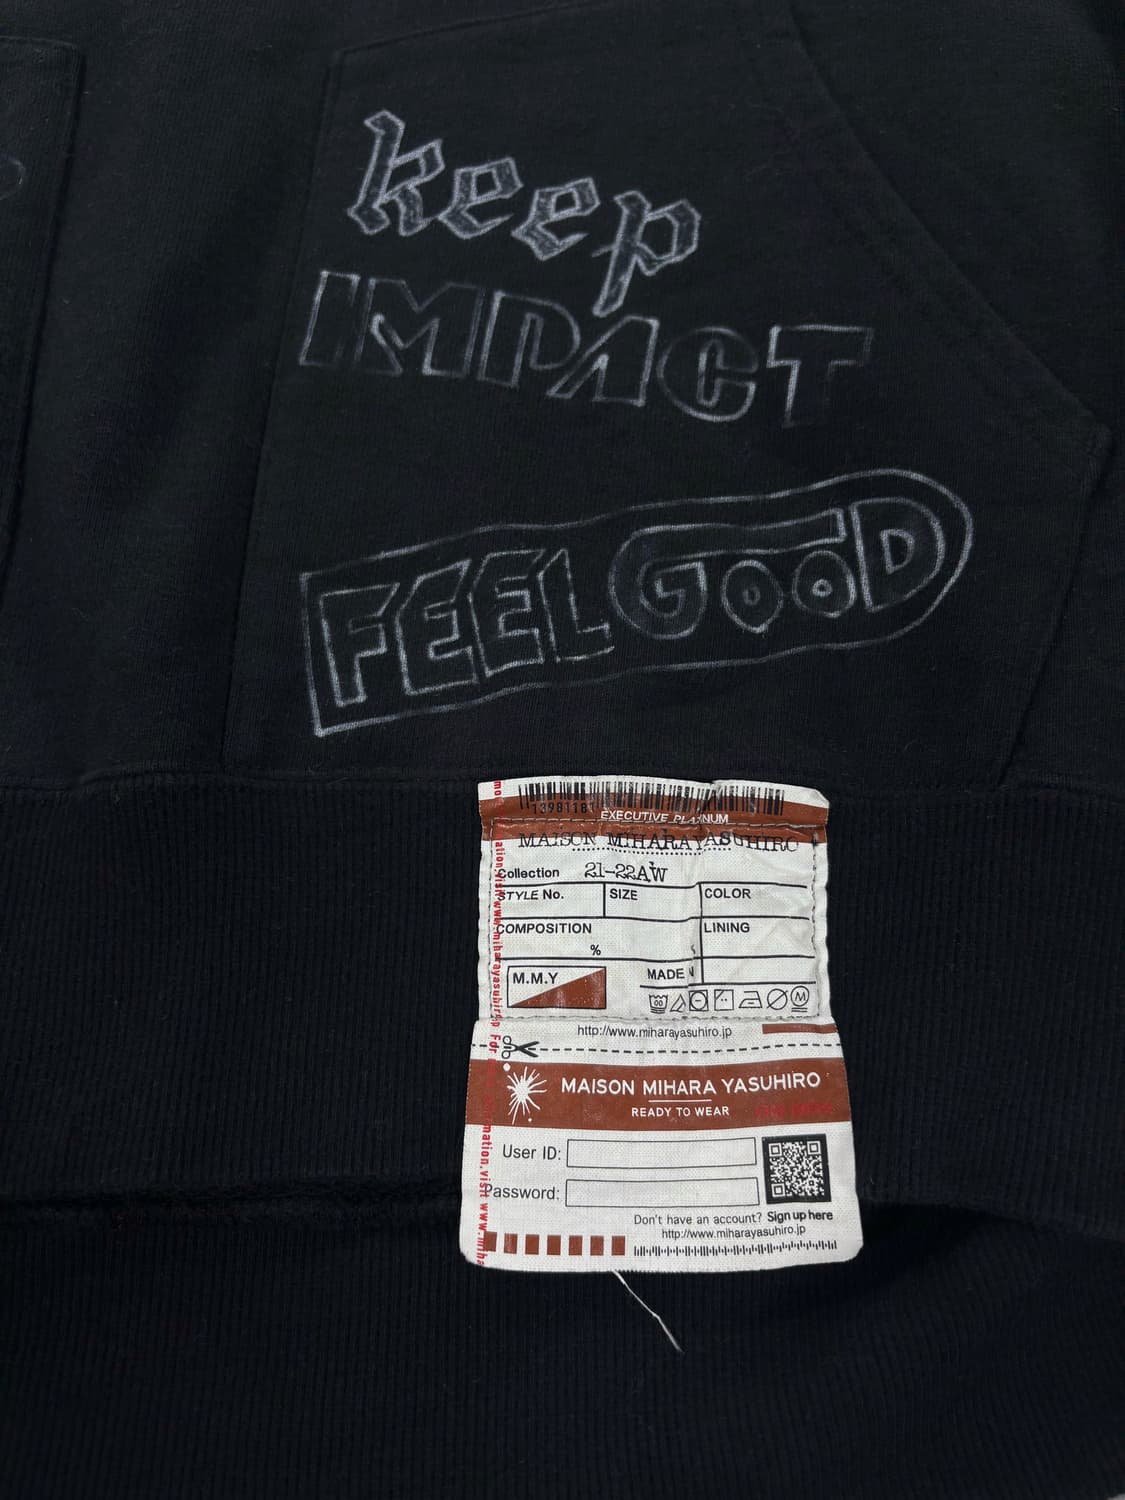 keep
IMPACT
FEEL GOOD
13981181
EXECUTIVE PLATINUM
MAISON MIHARAYASUHIRO
Collection 21-22AW
STYLE No. SIZE COLOR
COMPOSITION LINING
%
M.M.Y MADE
http://www.miharayasuhiro.jp
MAISON MIHARA YASUHIRO
READY TO WEAR
User ID:
Password:
Don't have an account? Sign up here
http://www.miharayasuhiro.jp